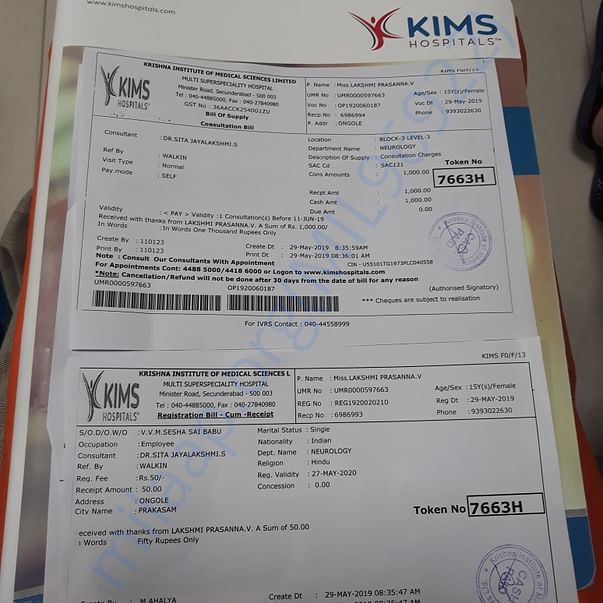 www.kimshospitals.com
KIMS
HOSPITALS™
KIMS
HOSPITALS
KRISHNA INSTITUTE OF MEDICAL SCIENCES LIMITED
MULTI SUPERSPECIALITY HOSPITAL
Minister Road, Secunderabad - 500 003
Tel : 040-44885000, Fax : 040-27840980
GST No : 36AACCK2540G1ZU
Bill Of Supply
Consultation Bill
P. Name : Miss.LAKSHMI PRASANNA.V
UMR No : UMR0000597663 Age/Sex : 15Y(s)/Female
Voc No : OP1920060187 Voc Dt : 29-May-2019
Recp.No : 6986994 Phone : 9393022630
P. Addr : ONGOLE
Consultant : DR.SITA JAYALAKSHMI.S
Ref By : WALKIN
Visit Type : Normal
Pay.mode : SELF
Location : BLOCK-3 LEVEL-3
Department Name : NEUROLOGY
Description Of Supply : Consultation Charges
SAC Cd : SAC121
Cons Amount : 1,000.00
Token No
7663H
Recpt Amt 1,000.00
Cash Amt 1,000.00
Due Amt 0.00
Validity : < PAY > Validity :1 Consultation(s) Before 11-JUN-19
Received with thanks from LAKSHMI PRASANNA.V. A Sum of Rs. 1,000.00/
In Words :In Words One Thousand Rupees Only
Create By : 110123 Create Dt : 29-May-2019 8:35:59AM
Print By : 110123 Print Dt : 29-May-2019 08:36:01 AM
Note : Consult Our Consultants With Appointment
CIN - U55101TG1973PLCO40558
For Appointments Cont: 4488 5000/4418 6000 or Logon to www.kimshospitals.com
*Note: Cancellation/Refund will not be done after 30 days from the date of bill for any reason
(Authorised Signatory)
UMR0000597663 OP1920060187
*** Cheques are subject to realisation
For IVRS Contact : 040-44558999
KIMS F0/F/13
KIMS
HOSPITALS
KRISHNA INSTITUTE OF MEDICAL SCIENCES L
MULTI SUPERSPECIALITY HOSPITAL
Minister Road, Secunderabad - 500 003
Tel : 040-44885000, Fax : 040-27840980
Registration Bill - Cum -Receipt
P. Name : Miss.LAKSHMI PRASANNA.V
UMR No : UMR0000597663 Age/Sex : 15Y(s)/Female
REG No : REG1920020210 Reg Dt : 29-MAY-2019
Recp No : 6986993 Phone : 9393022630
S/O.D/O.W/O : V.V.M.SESHA SAI BABU
Occupation : Employee
Consultant : DR.SITA JAYALAKSHMI.S
Ref. By : WALKIN
Reg. Fee : Rs.50/-
Receipt Amount : 50.00
Address : ONGOLE
City Name : PRAKASAM
Marital Status : Single
Nationality : Indian
Dept. Name : NEUROLOGY
Religion : Hindu
Reg. Validity : 27-MAY-2020
Concession : 0.00
Token No 7663H
eceived with thanks from LAKSHMI PRASANNA.V. A Sum of 50.00
Words Fifty Rupees Only
M.AHALYA
Create Dt : 29-MAY-2019 08:35:47 AM